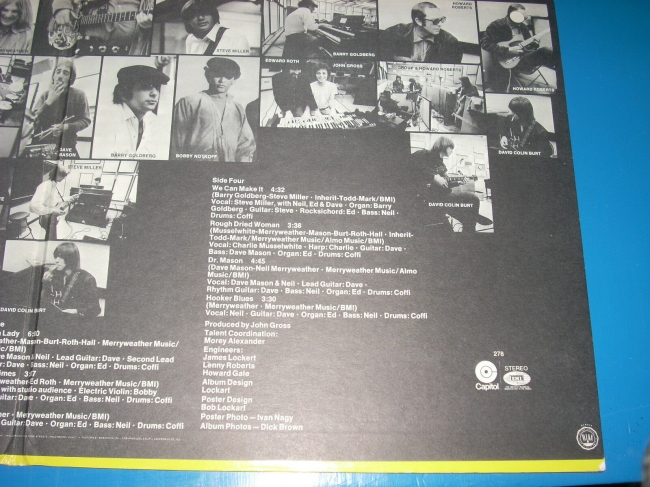 STEVE MILLER
EDWARD ROTH
BARRY GOLDBERG
HOWARD
ROBERTS
HOWARD ROBERTS
JOHN GROSS
& HOWARD ROBERTS
DAVE
MASON
BARRY GOLDBERG
BOBBY NOTKOFF
DAVID COLIN BURT
STEVE MILLER
DAVID COLIN BURT
DAVID COLIN BURT
Side Four
We Can Make It 4:32
(Barry Goldberg-Steve Miller · Inherit-Todd-Mark/BMI)
Vocal: Steve Miller, with Neil, Ed & Dave · Organ: Barry
Goldberg · Guitar: Steve · Rocksichord: Ed · Bass: Neil ·
Drums: Coffi
Rough Dried Woman 3:38
(Musselwhite-Merryweather-Mason-Burt-Roth-Hall · Inherit-
Todd-Mark/Merryweather Music/Almo Music/BMI)
Vocal: Charlie Musselwhite · Harp: Charlie · Guitar: Dave ·
Bass: Dave Mason · Organ: Ed · Drums: Coffi
Dr. Mason 4:45
(Dave Mason-Neil Merryweather · Merryweather Music/Almo
Music/BMI)
Vocal: Dave Mason & Neil · Lead Guitar: Dave ·
Rhythm Guitar: Dave · Bass: Neil · Organ: Ed · Drums: Coffi
Hooker Blues 3:30
(Merryweather · Merryweather Music/BMI)
Vocal: Neil · Guitar: Dave · Organ: Ed · Bass: Neil · Drums: Coffi
Produced by John Gross
Talent Coordination:
Morey Alexander
Engineers:
James Lockert
Lenny Roberts
Howard Gale
Album Design
Lockart
Poster Design
Bob Lockart
Poster Photo—Ivan Nagy
Album Photos—Dick Brown
Lady
ather-Mason-Burt-Roth-Hall · Merryweather Music/
c/BMI)
ve Mason & Neil · Lead Guitar: Dave · Second Lead
Bass: Neil · Organ: Ed · Drums: Coffi
imes
weather-Ed Roth · Merryweather Music/BMI)
with studio audience · Electric Violin: Bobby
uitar: Dave · Organ: Ed · Bass: Neil · Drums: Coffi
er · Merryweather Music/BMI)
Guitar: Dave · Organ: Ed · Bass: Neil · Drums: Coffi
278
STEREO
Capitol
EMI